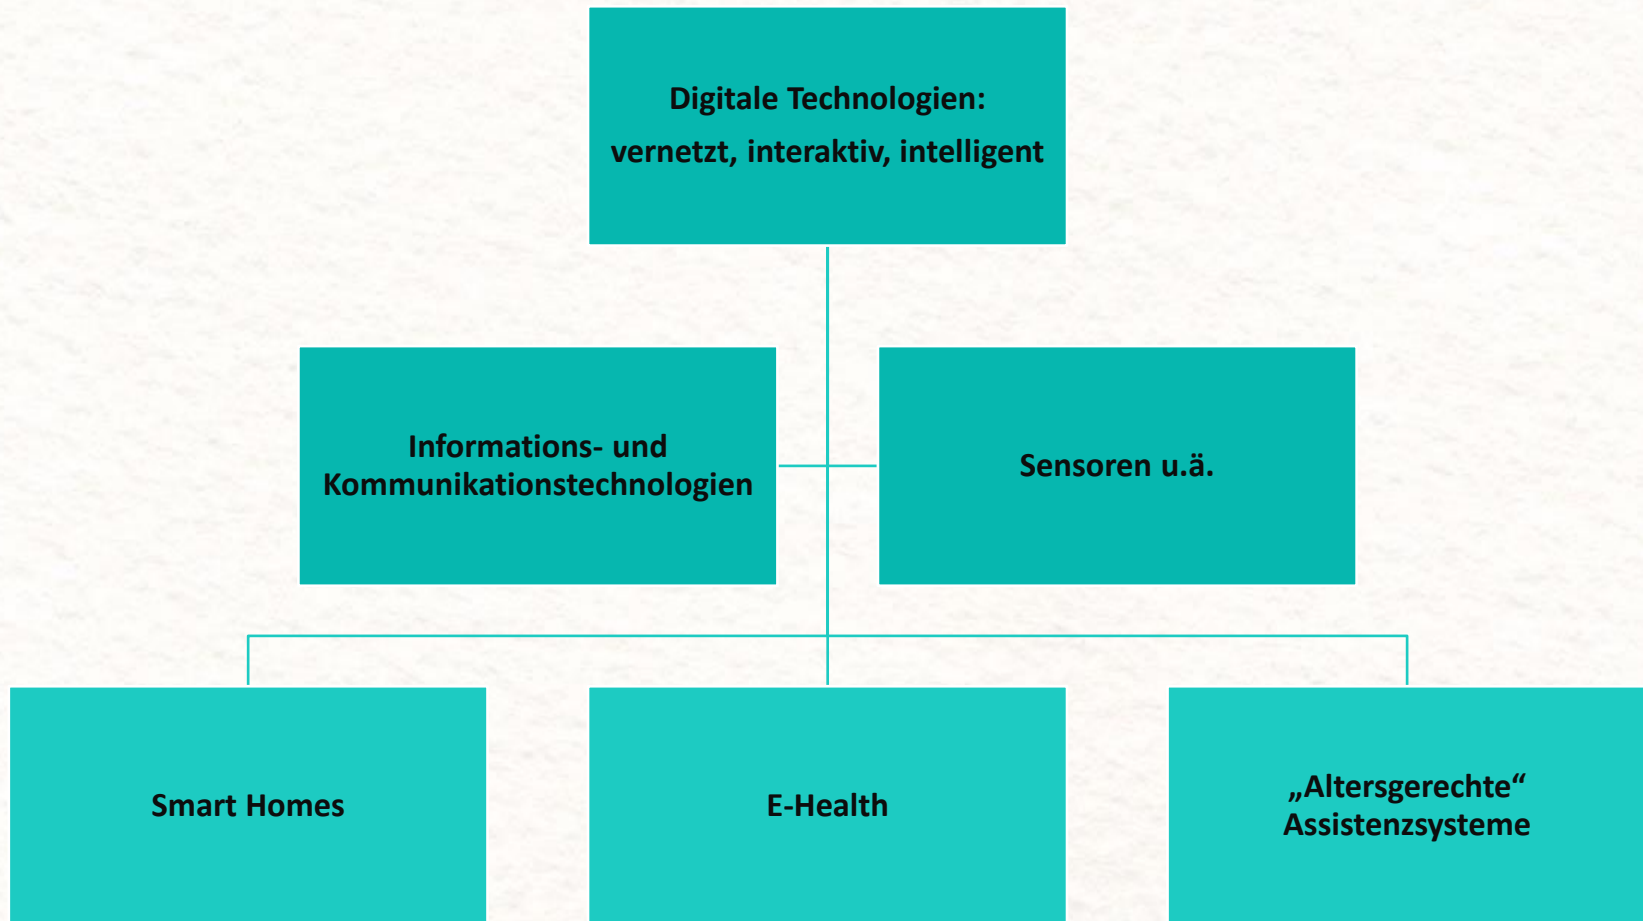 Digitale Technologien:
vernetzt, interaktiv, intelligent
Informations- und
Kommunikationstechnologien
Sensoren u.ä.
Smart Homes
E-Health
„Altersgerechte“
Assistenzsysteme